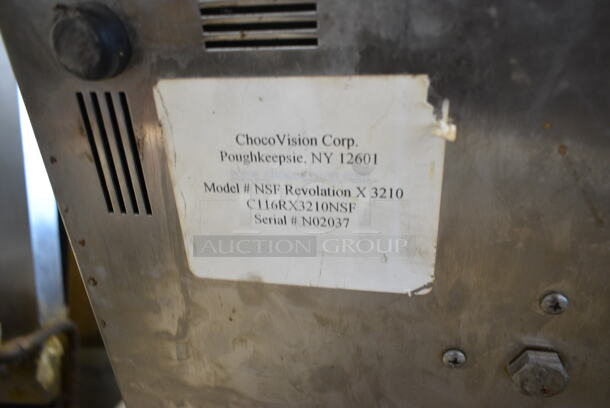 ChocoVision Corp.
Poughkeepsie, NY 12601
Model # NSF Revolation X 3210
C116RX3210NSF
Serial # N02037
AUCTION GROUP